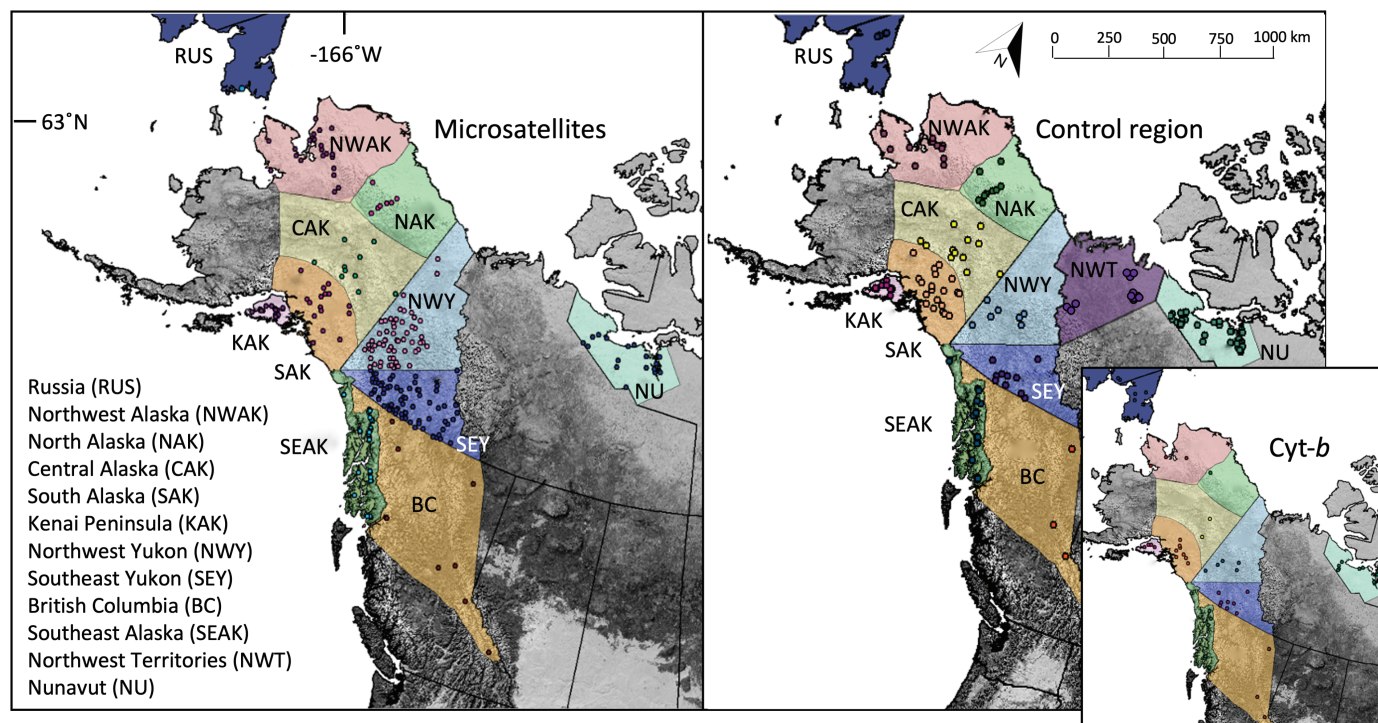 RUS
-166˚W
63˚N
Microsatellites
NWAK
CAK
NAK
NWY
KAK
SAK
NU
SEAK
SEY
BC
Russia (RUS)
Northwest Alaska (NWAK)
North Alaska (NAK)
Central Alaska (CAK)
South Alaska (SAK)
Kenai Peninsula (KAK)
Northwest Yukon (NWY)
Southeast Yukon (SEY)
British Columbia (BC)
Southeast Alaska (SEAK)
Northwest Territories (NWT)
Nunavut (NU)
RUS
N
0 250 500 750 1000 km
Control region
NWAK
CAK
NAK
NWT
NWY
KAK
SAK
NU
SEY
SEAK
BC
Cyt-b